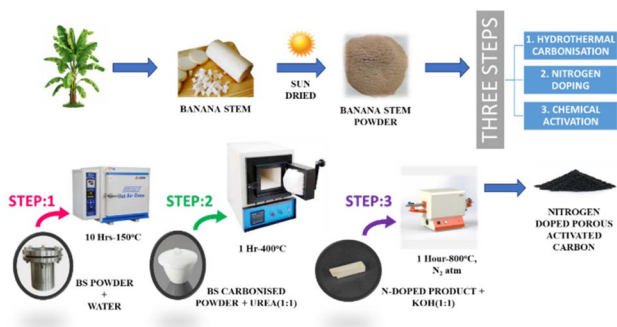 BANANA STEM
SUN
DRIED
BANANA STEM
POWDER
THREE STEPS
1. HYDROTHERMAL
CARBONISATION
2. NITROGEN
DOPING
3. CHEMICAL
ACTIVATION
STEP:1
10 Hrs-150°C
BS POWDER
+
WATER
STEP:2
1 Hr-400°C
BS CARBONISED
POWDER + UREA(1:1)
STEP:3
1 Hour-800°C,
N₂ atm
N-DOPED PRODUCT +
KOH(1:1)
NITROGEN
DOPED POROUS
ACTIVATED
CARBON